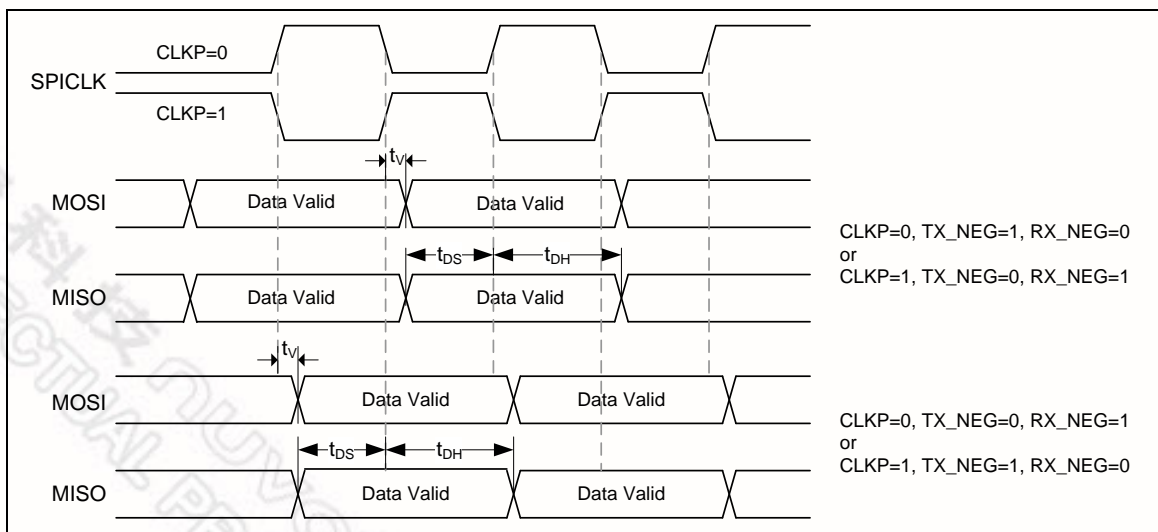 CLKP=0
SPICLK
CLKP=1
tV
MOSI
Data Valid
Data Valid
CLKP=0, TX_NEG=1, RX_NEG=0
or
CLKP=1, TX_NEG=0, RX_NEG=1
tDS
tDH
MISO
Data Valid
Data Valid
tV
MOSI
Data Valid
Data Valid
CLKP=0, TX_NEG=0, RX_NEG=1
or
CLKP=1, TX_NEG=1, RX_NEG=0
tDS
tDH
MISO
Data Valid
Data Valid
科技 nuvo